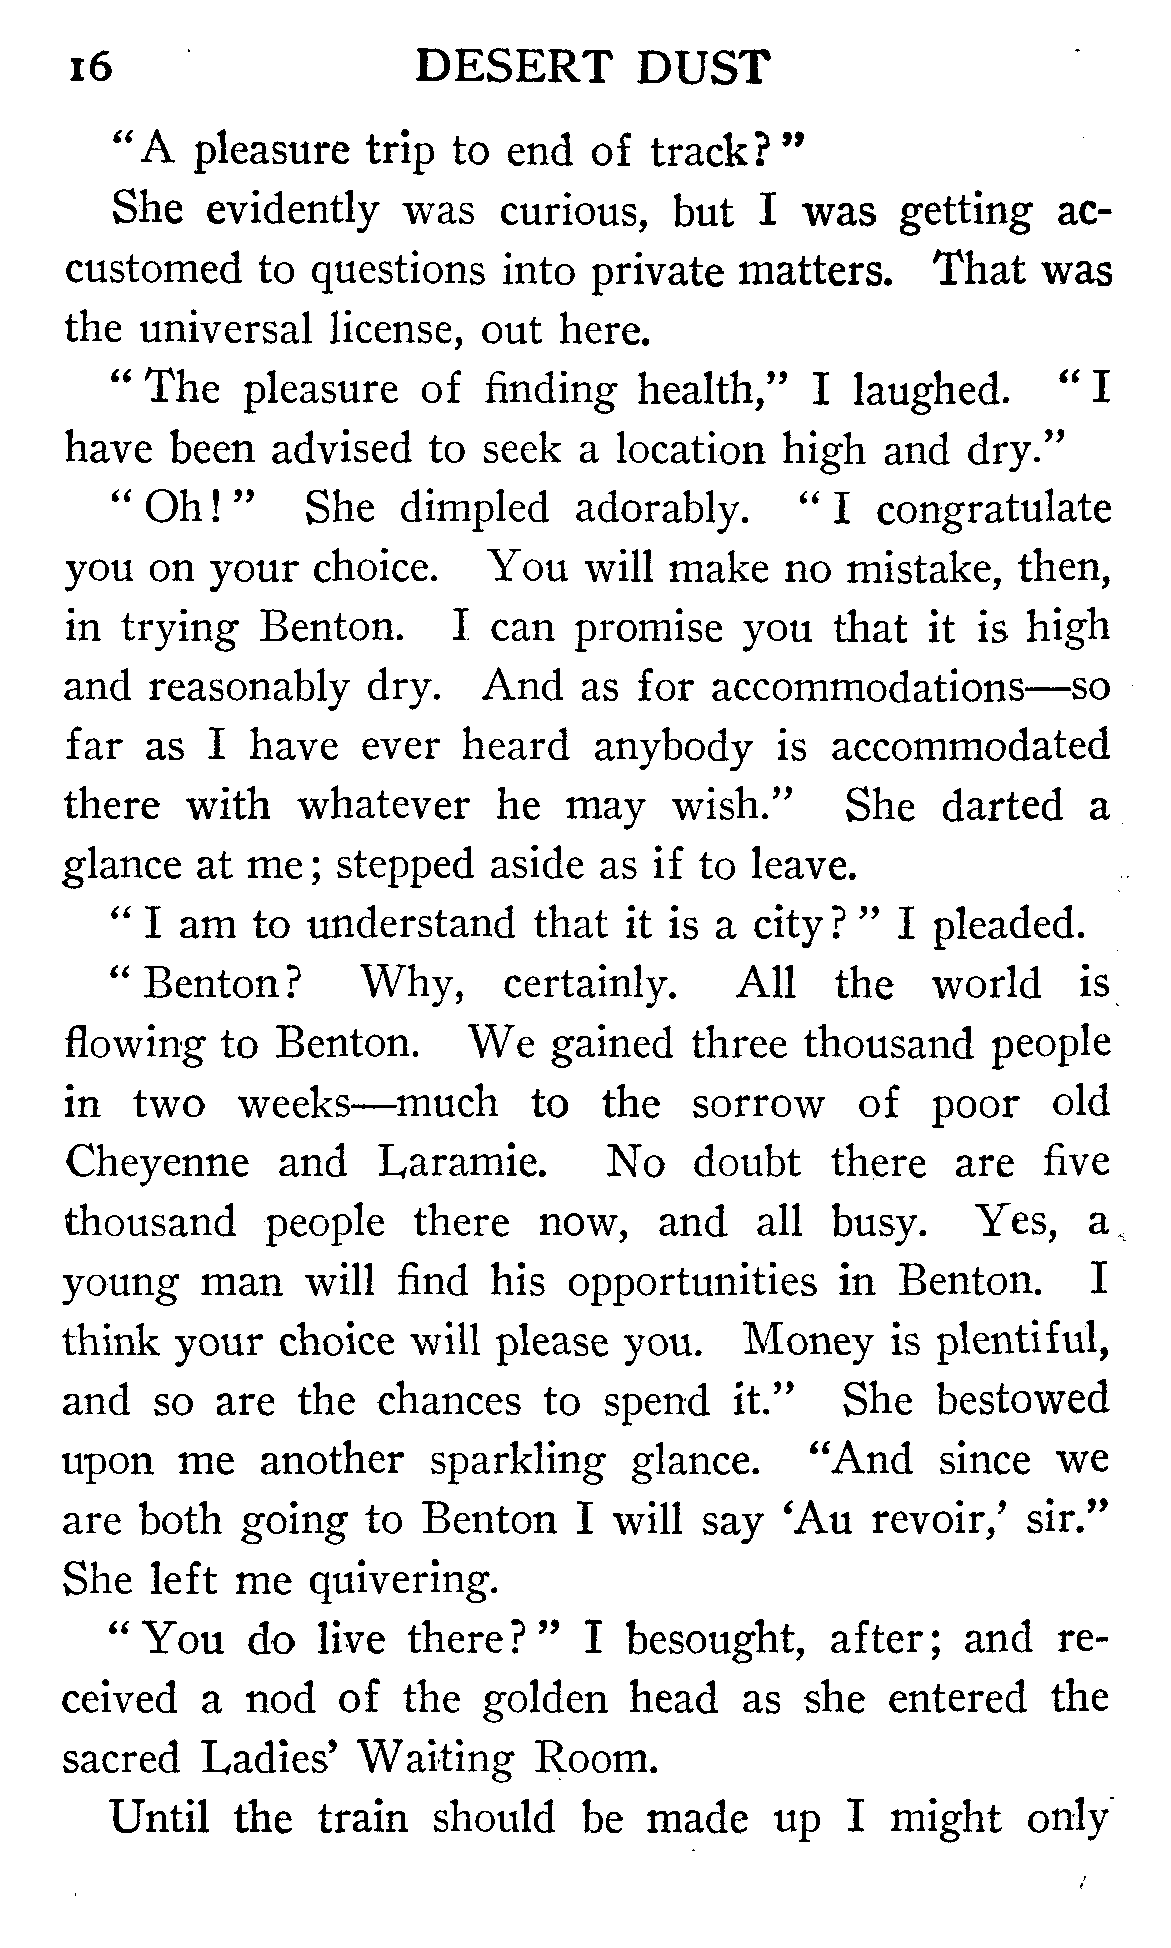 16 DESERT DUST
"A pleasure trip to end of track?"
She evidently was curious, but I was getting ac-
customed to questions into private matters. That was
the universal license, out here.
"The pleasure of finding health," I laughed. "I
have been advised to seek a location high and dry."
"Oh!" She dimpled adorably. "I congratulate
you on your choice. You will make no mistake, then,
in trying Benton. I can promise you that it is high
and reasonably dry. And as for accommodations—so
far as I have ever heard anybody is accommodated
there with whatever he may wish." She darted a
glance at me; stepped aside as if to leave.
"I am to understand that it is a city?" I pleaded.
"Benton? Why, certainly. All the world is
flowing to Benton. We gained three thousand people
in two weeks—much to the sorrow of poor old
Cheyenne and Laramie. No doubt there are five
thousand people there now, and all busy. Yes, a
young man will find his opportunities in Benton. I
think your choice will please you. Money is plentiful,
and so are the chances to spend it." She bestowed
upon me another sparkling glance. "And since we
are both going to Benton I will say 'Au revoir,' sir."
She left me quivering.
"You do live there?" I besought, after; and re-
ceived a nod of the golden head as she entered the
sacred Ladies' Waiting Room.
Until the train should be made up I might only